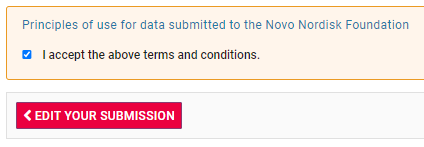 Principles of use for data submitted to the Novo Nordisk Foundation
I accept the above terms and conditions.
EDIT YOUR SUBMISSION